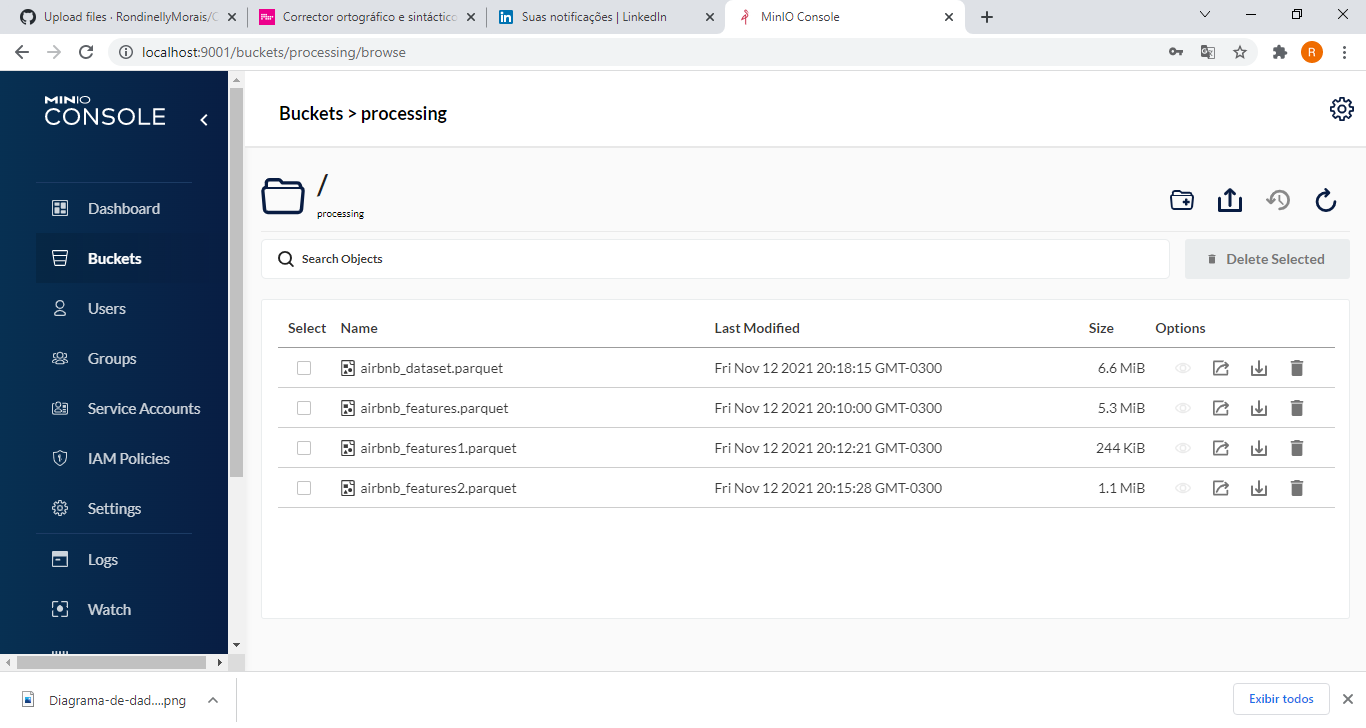 Upload files · RondinellyMorais/C
Corrector ortográfico e sintáctico
Suas notificações | LinkedIn
MinIO Console
localhost:9001/buckets/processing/browse
R
MINIO
CONSOLE
Dashboard
Buckets
Users
Groups
Service Accounts
IAM Policies
Settings
Logs
Watch
Buckets > processing
/
processing
Search Objects
Delete Selected
Select Name Last Modified Size Options
airbnb_dataset.parquet Fri Nov 12 2021 20:18:15 GMT-0300 6.6 MiB
airbnb_features.parquet Fri Nov 12 2021 20:10:00 GMT-0300 5.3 MiB
airbnb_features1.parquet Fri Nov 12 2021 20:12:21 GMT-0300 244 KiB
airbnb_features2.parquet Fri Nov 12 2021 20:15:28 GMT-0300 1.1 MiB
Diagrama-de-dad....png
Exibir todos